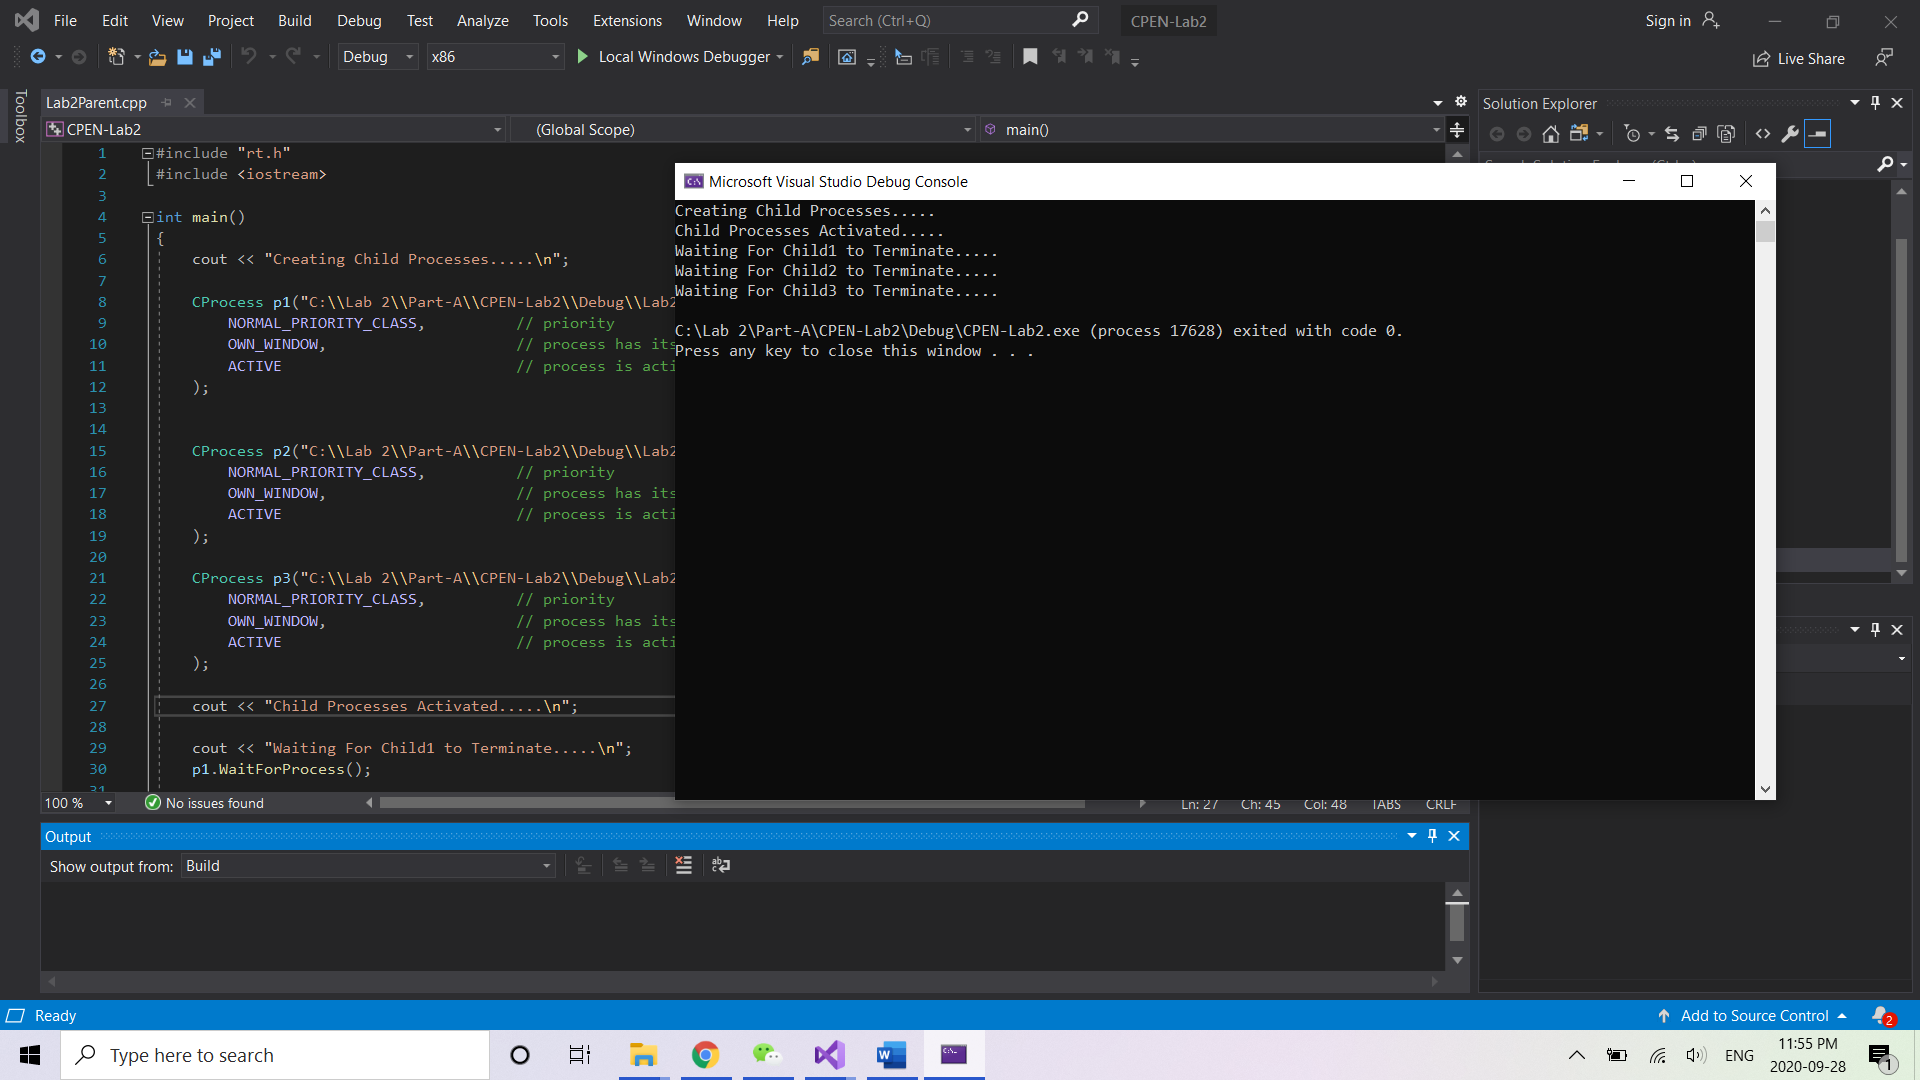 File Edit View Project Build Debug Test Analyze Tools Extensions Window Help Search (Ctrl+Q) CPEN-Lab2 Sign in
Debug x86 Local Windows Debugger Live Share
Toolbox
Lab2Parent.cpp
CPEN-Lab2 (Global Scope) main()
1 #include "rt.h"
2 #include <iostream>
3
4 int main()
5 {
6 cout << "Creating Child Processes.....\n";
7
8 CProcess p1("C:\\Lab 2\\Part-A\\CPEN-Lab2\\Debug\\Lab2
9 NORMAL_PRIORITY_CLASS, // priority
10 OWN_WINDOW, // process has its
11 ACTIVE // process is acti
12 );
13
14
15 CProcess p2("C:\\Lab 2\\Part-A\\CPEN-Lab2\\Debug\\Lab2
16 NORMAL_PRIORITY_CLASS, // priority
17 OWN_WINDOW, // process has its
18 ACTIVE // process is acti
19 );
20
21 CProcess p3("C:\\Lab 2\\Part-A\\CPEN-Lab2\\Debug\\Lab2
22 NORMAL_PRIORITY_CLASS, // priority
23 OWN_WINDOW, // process has its
24 ACTIVE // process is acti
25 );
26
27 cout << "Child Processes Activated.....\n";
28
29 cout << "Waiting For Child1 to Terminate.....\n";
30 p1.WaitForProcess();
31
100 % No issues found Ln: 27 Ch: 45 Col: 48 TABS CRLF
Microsoft Visual Studio Debug Console
Creating Child Processes.....
Child Processes Activated.....
Waiting For Child1 to Terminate.....
Waiting For Child2 to Terminate.....
Waiting For Child3 to Terminate.....
C:\Lab 2\Part-A\CPEN-Lab2\Debug\CPEN-Lab2.exe (process 17628) exited with code 0.
Press any key to close this window . . .
Solution Explorer
Output
Show output from: Build
Ready Add to Source Control 2
Type here to search ENG 11:55 PM
2020-09-28 1